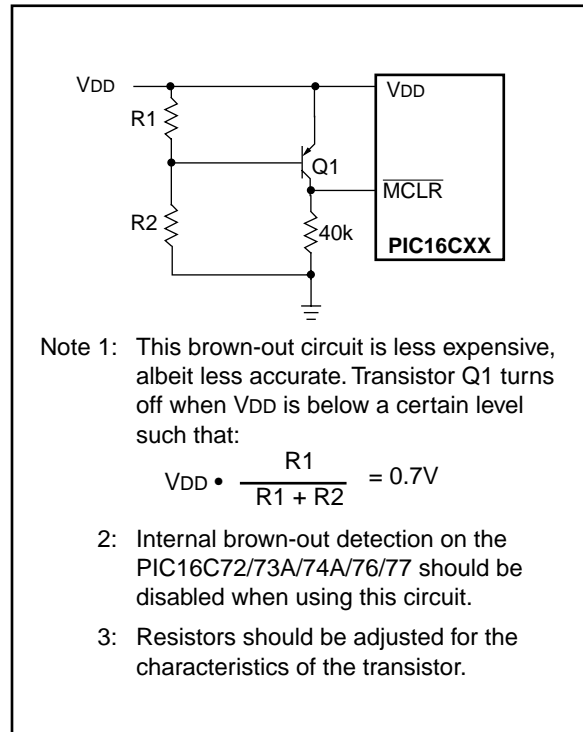 VDD
VDD
R1
Q1
MCLR
R2
40k
PIC16CXX
Note 1: This brown-out circuit is less expensive,
albeit less accurate. Transistor Q1 turns
off when VDD is below a certain level
such that:
VDD • R1 / R1 + R2 = 0.7V
2: Internal brown-out detection on the
PIC16C72/73A/74A/76/77 should be
disabled when using this circuit.
3: Resistors should be adjusted for the
characteristics of the transistor.